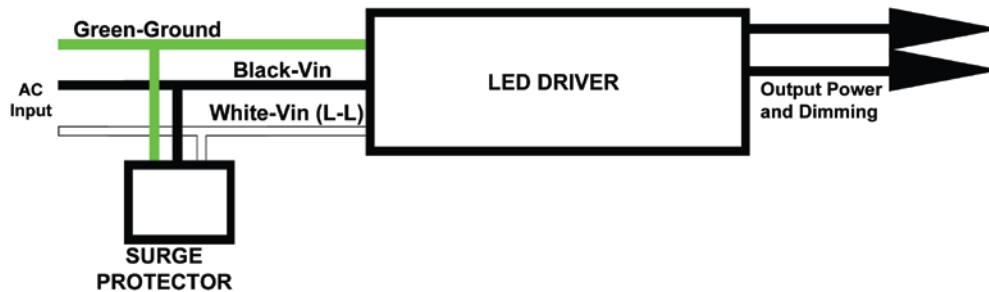 Green-Ground
Black-Vin
AC
Input
White-Vin (L-L)
LED DRIVER
Output Power
and Dimming
SURGE
PROTECTOR